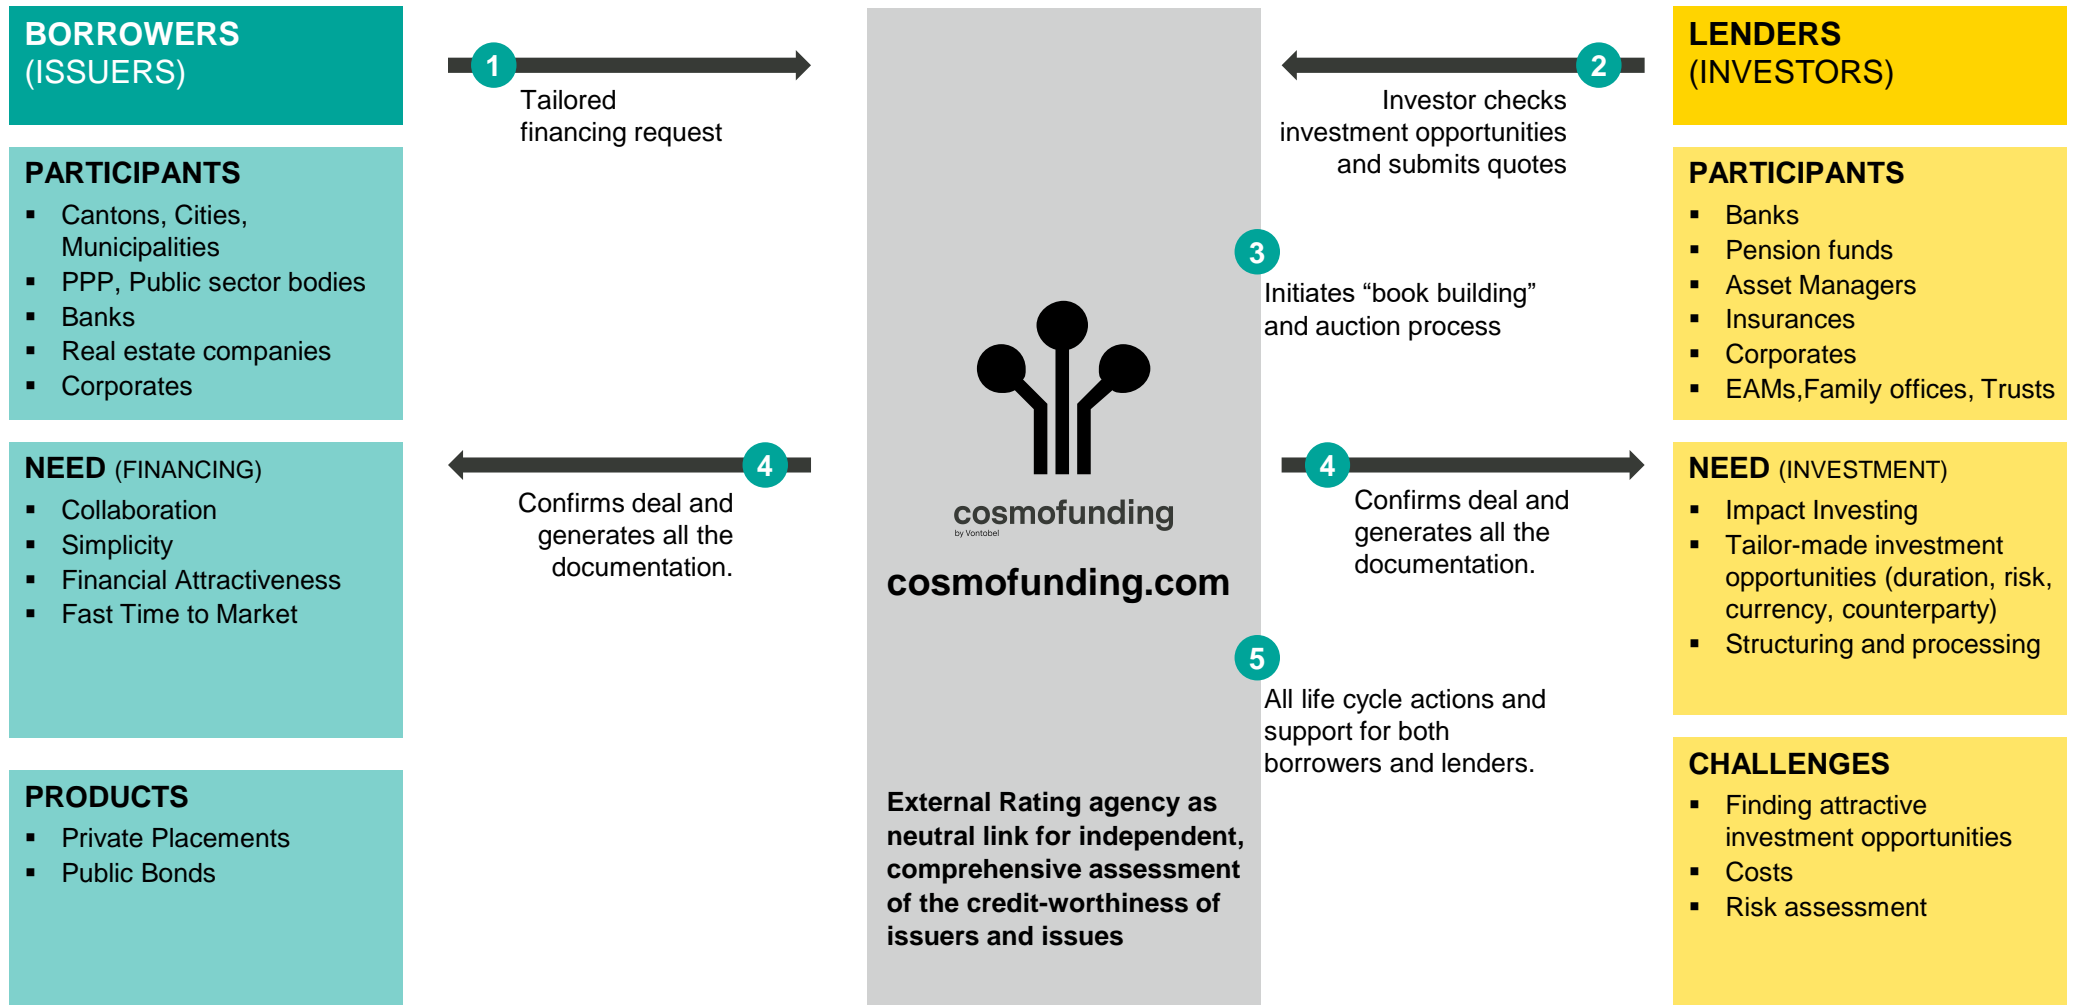 BORROWERS
(ISSUERS)
PARTICIPANTS
▪ Cantons, Cities,
Municipalities
▪ PPP, Public sector bodies
▪ Banks
▪ Real estate companies
▪ Corporates
NEED (FINANCING)
▪ Collaboration
▪ Simplicity
▪ Financial Attractiveness
▪ Fast Time to Market
PRODUCTS
▪ Private Placements
▪ Public Bonds
1
Tailored
financing request
4
Confirms deal and
generates all the
documentation.
cosmofunding
by Vontobel
cosmofunding.com
External Rating agency as
neutral link for independent,
comprehensive assessment
of the credit-worthiness of
issuers and issues
2
Investor checks
investment opportunities
and submits quotes
3
Initiates “book building”
and auction process
4
Confirms deal and
generates all the
documentation.
5
All life cycle actions and
support for both
borrowers and lenders.
LENDERS
(INVESTORS)
PARTICIPANTS
▪ Banks
▪ Pension funds
▪ Asset Managers
▪ Insurances
▪ Corporates
▪ EAMs,Family offices, Trusts
NEED (INVESTMENT)
▪ Impact Investing
▪ Tailor-made investment
opportunities (duration, risk,
currency, counterparty)
▪ Structuring and processing
CHALLENGES
▪ Finding attractive
investment opportunities
▪ Costs
▪ Risk assessment